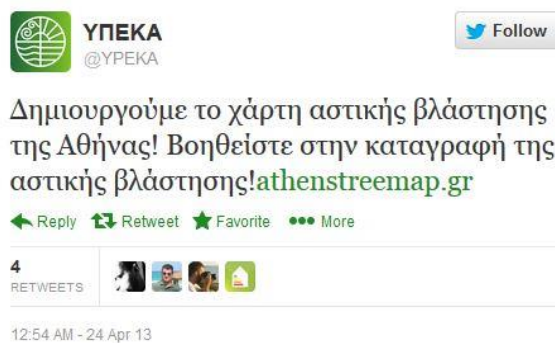 ΥΠΕΚΑ
@YPEKA
Follow
Δημιουργούμε το χάρτη αστικής βλάστησης
της Αθήνας! Βοηθείστε στην καταγραφή της
αστικής βλάστησης!athenstreemap.gr
Reply Retweet Favorite More
4
RETWEETS
12:54 AM - 24 Apr 13